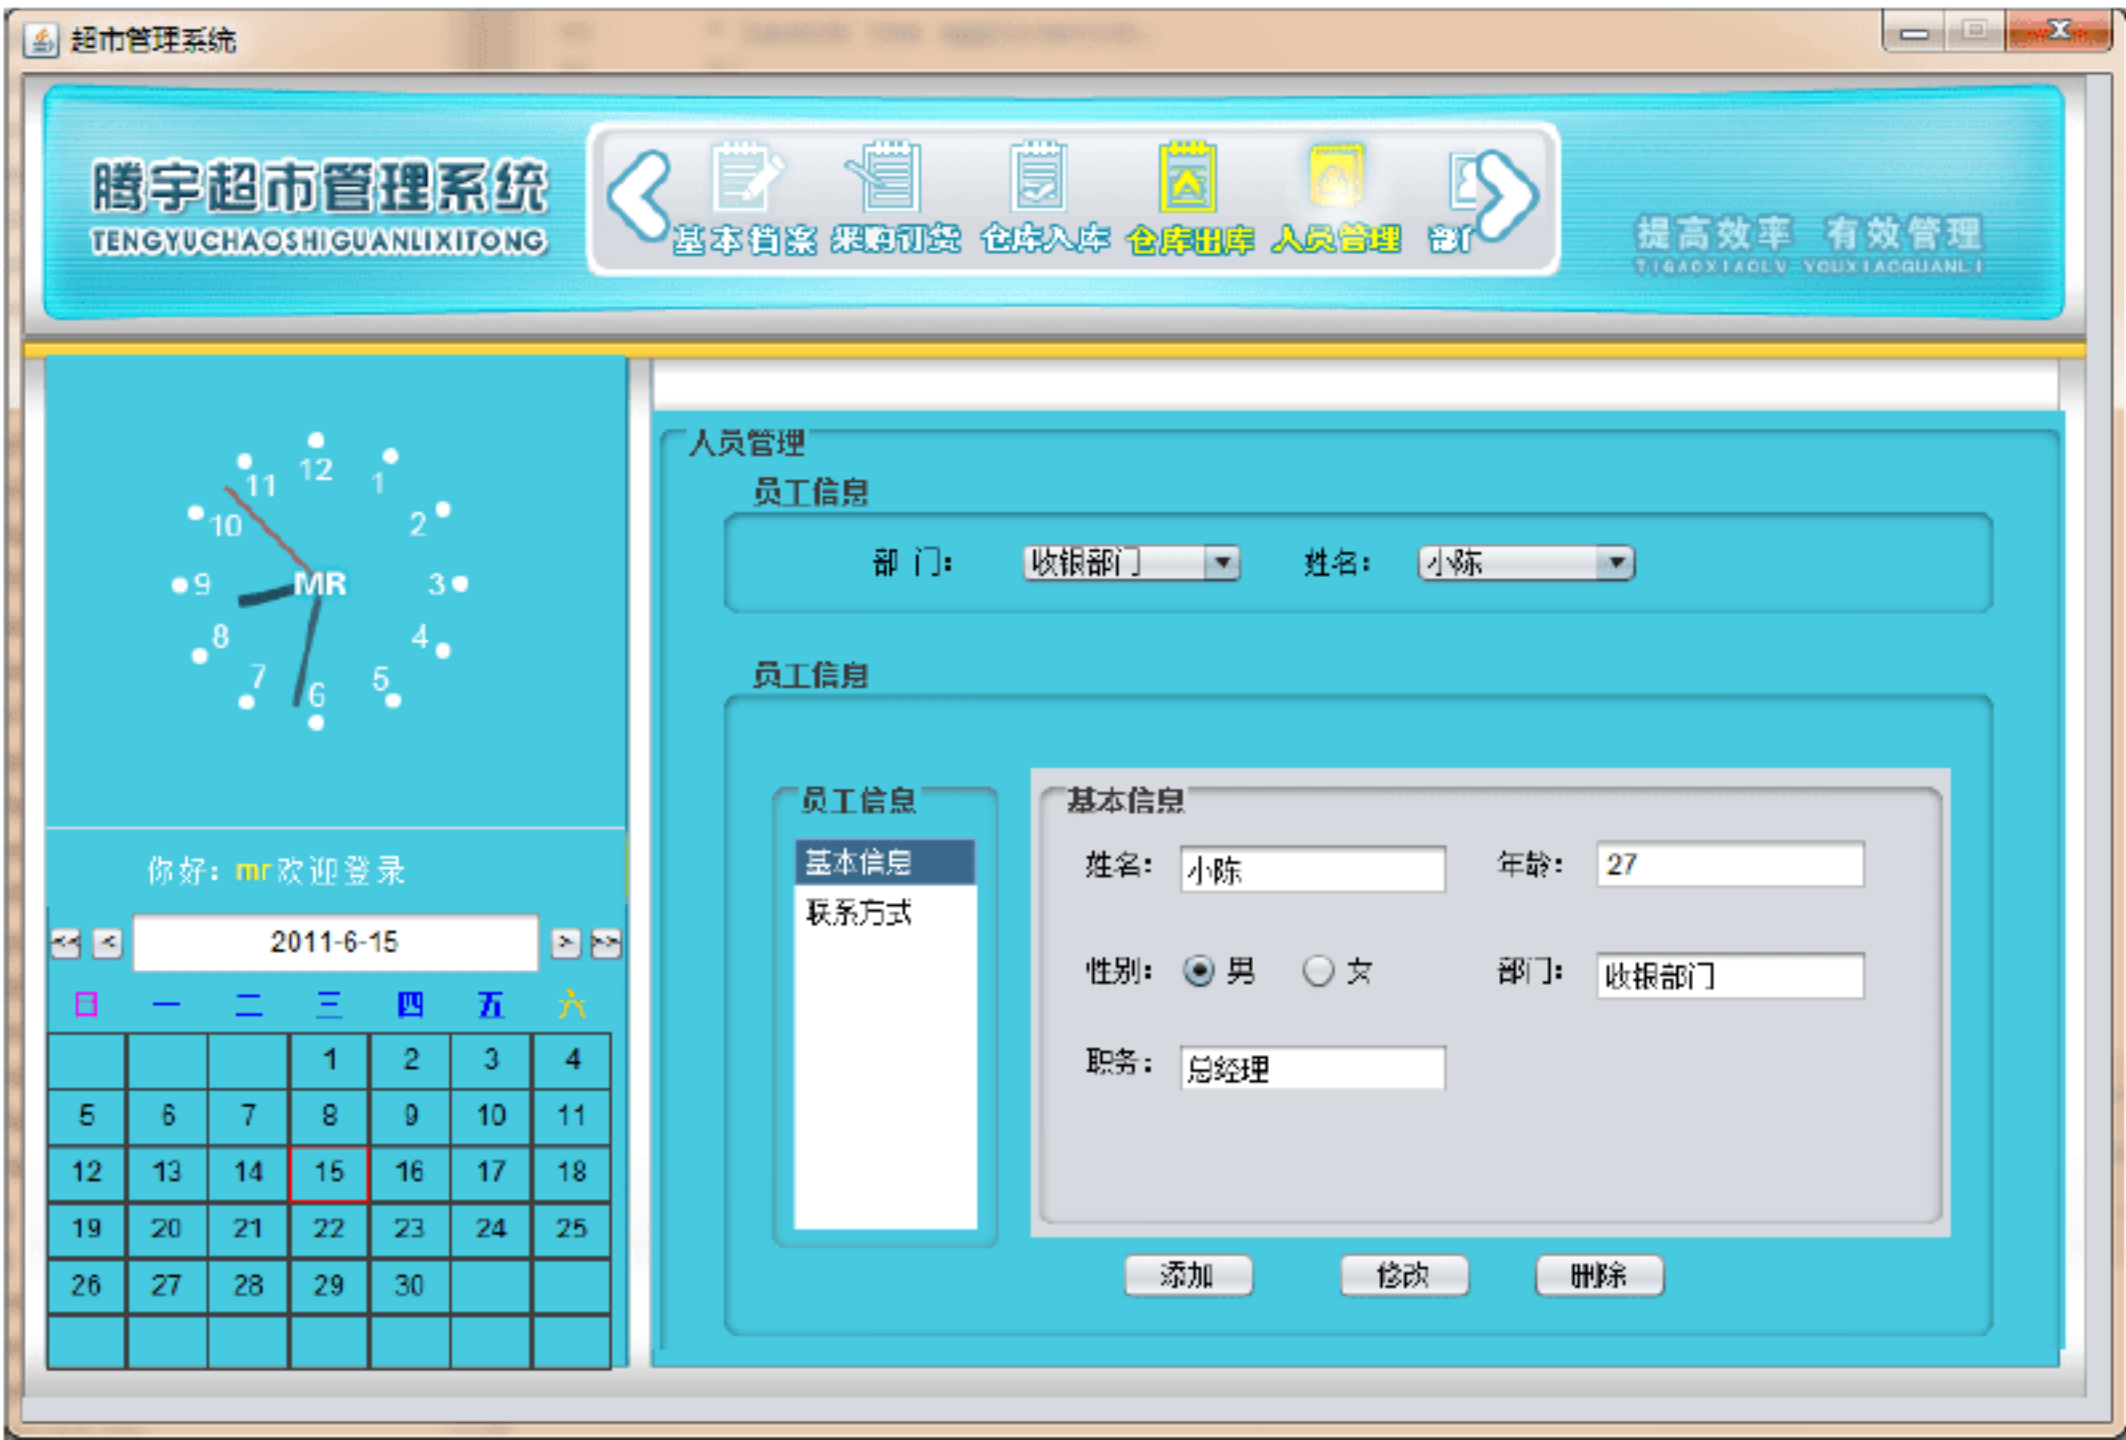 超市管理系统
腾宇超市管理系统
TENGYUCHAOSHIGUANLIXITONG
基本档案 采购订货 仓库入库 仓库出库 人员管理 部门
提高效率 有效管理
TIGAOXIAOLV YOUXIAOGUANLI
12
11 1
10 2
9 MR 3
8 4
7 5
6
你好：mr欢迎登录
<< < 2011-6-15 > >>
日 一 二 三 四 五 六
1 2 3 4
5 6 7 8 9 10 11
12 13 14 15 16 17 18
19 20 21 22 23 24 25
26 27 28 29 30
人员管理
员工信息
部 门： 收银部门 姓名： 小陈
员工信息
员工信息
基本信息
联系方式
基本信息
姓名： 小陈 年龄： 27
性别： 男 女 部门： 收银部门
职务： 总经理
添加 修改 删除